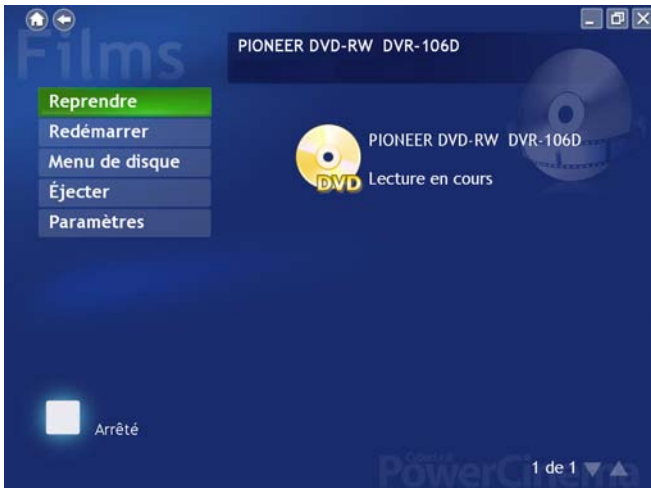 Films
PIONEER DVD-RW DVR-106D
Reprendre
Redémarrer
Menu de disque
Éjecter
Paramètres
PIONEER DVD-RW DVR-106D
DVD
Lecture en cours
Arrêté
CyberLink
PowerCinema
1 de 1